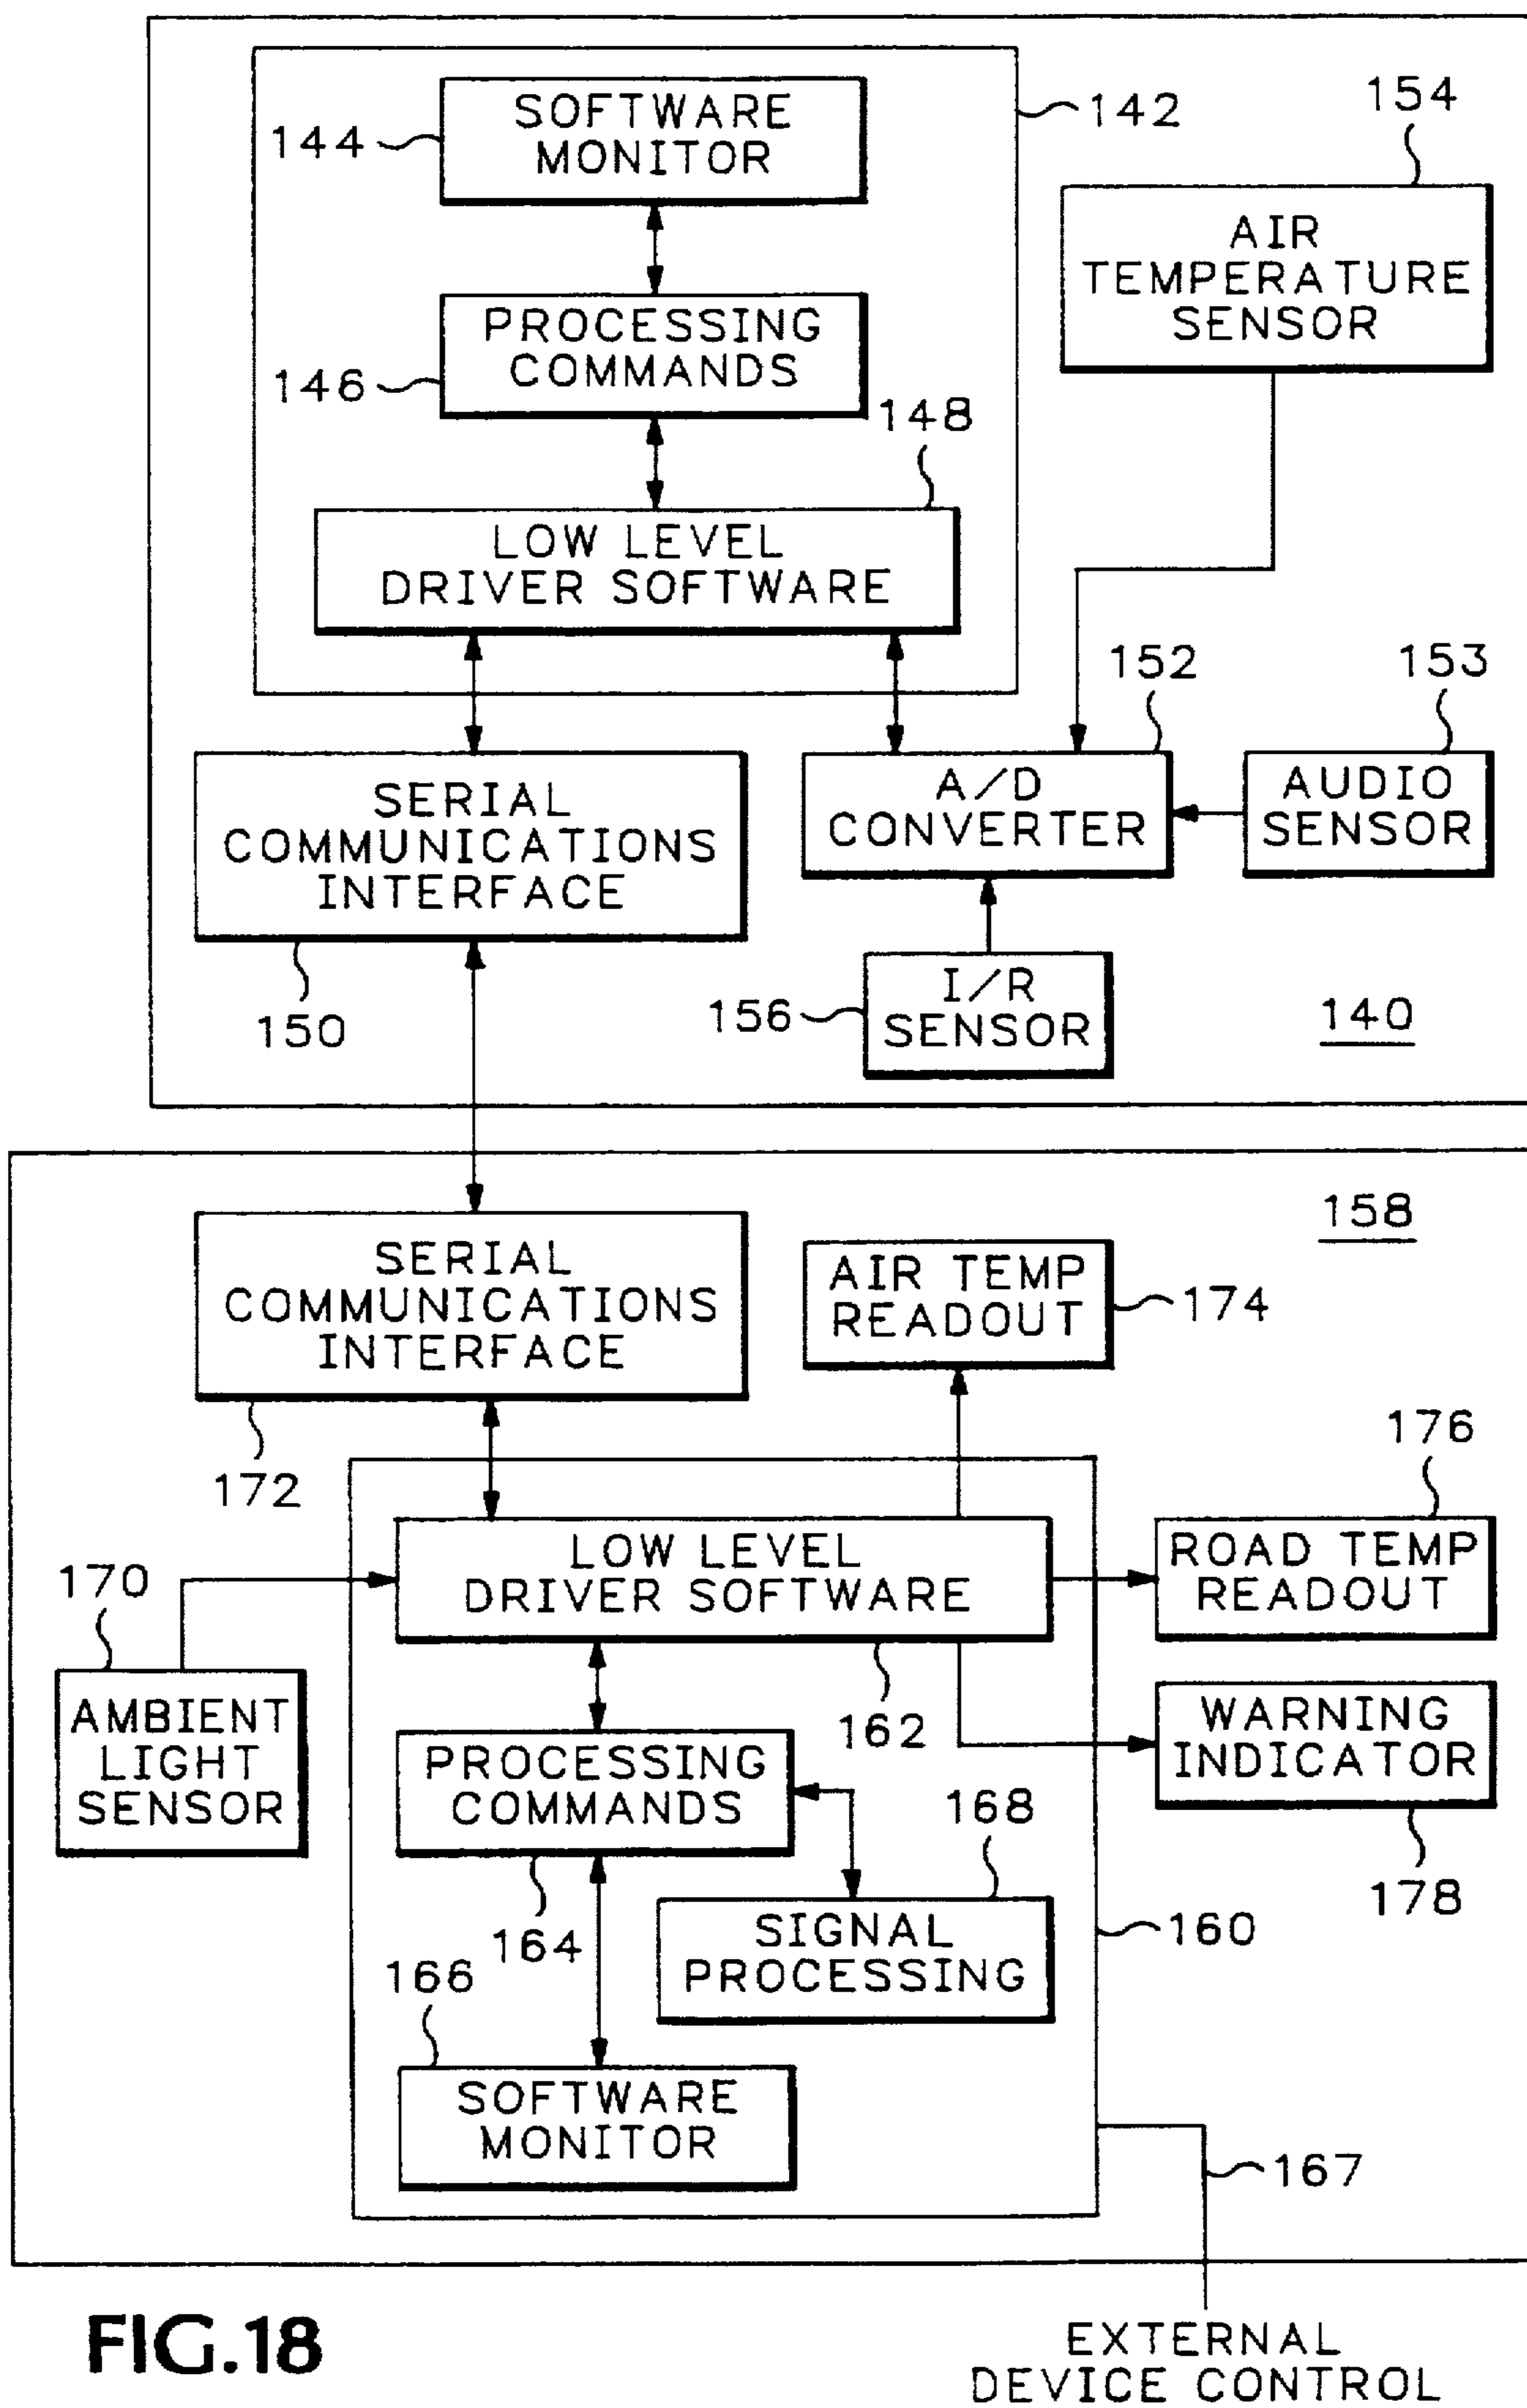 142
154
144
SOFTWARE
MONITOR
AIR
TEMPERATURE
SENSOR
PROCESSING
COMMANDS
146
148
LOW LEVEL
DRIVER SOFTWARE
152
153
SERIAL
COMMUNICATIONS
INTERFACE
A/D
CONVERTER
AUDIO
SENSOR
150
156
I/R
SENSOR
140
158
SERIAL
COMMUNICATIONS
INTERFACE
AIR TEMP
READOUT
174
172
176
170
LOW LEVEL
DRIVER SOFTWARE
ROAD TEMP
READOUT
AMBIENT
LIGHT
SENSOR
162
WARNING
INDICATOR
PROCESSING
COMMANDS
168
178
164
SIGNAL
PROCESSING
160
166
SOFTWARE
MONITOR
167
FIG.18
EXTERNAL
DEVICE CONTROL